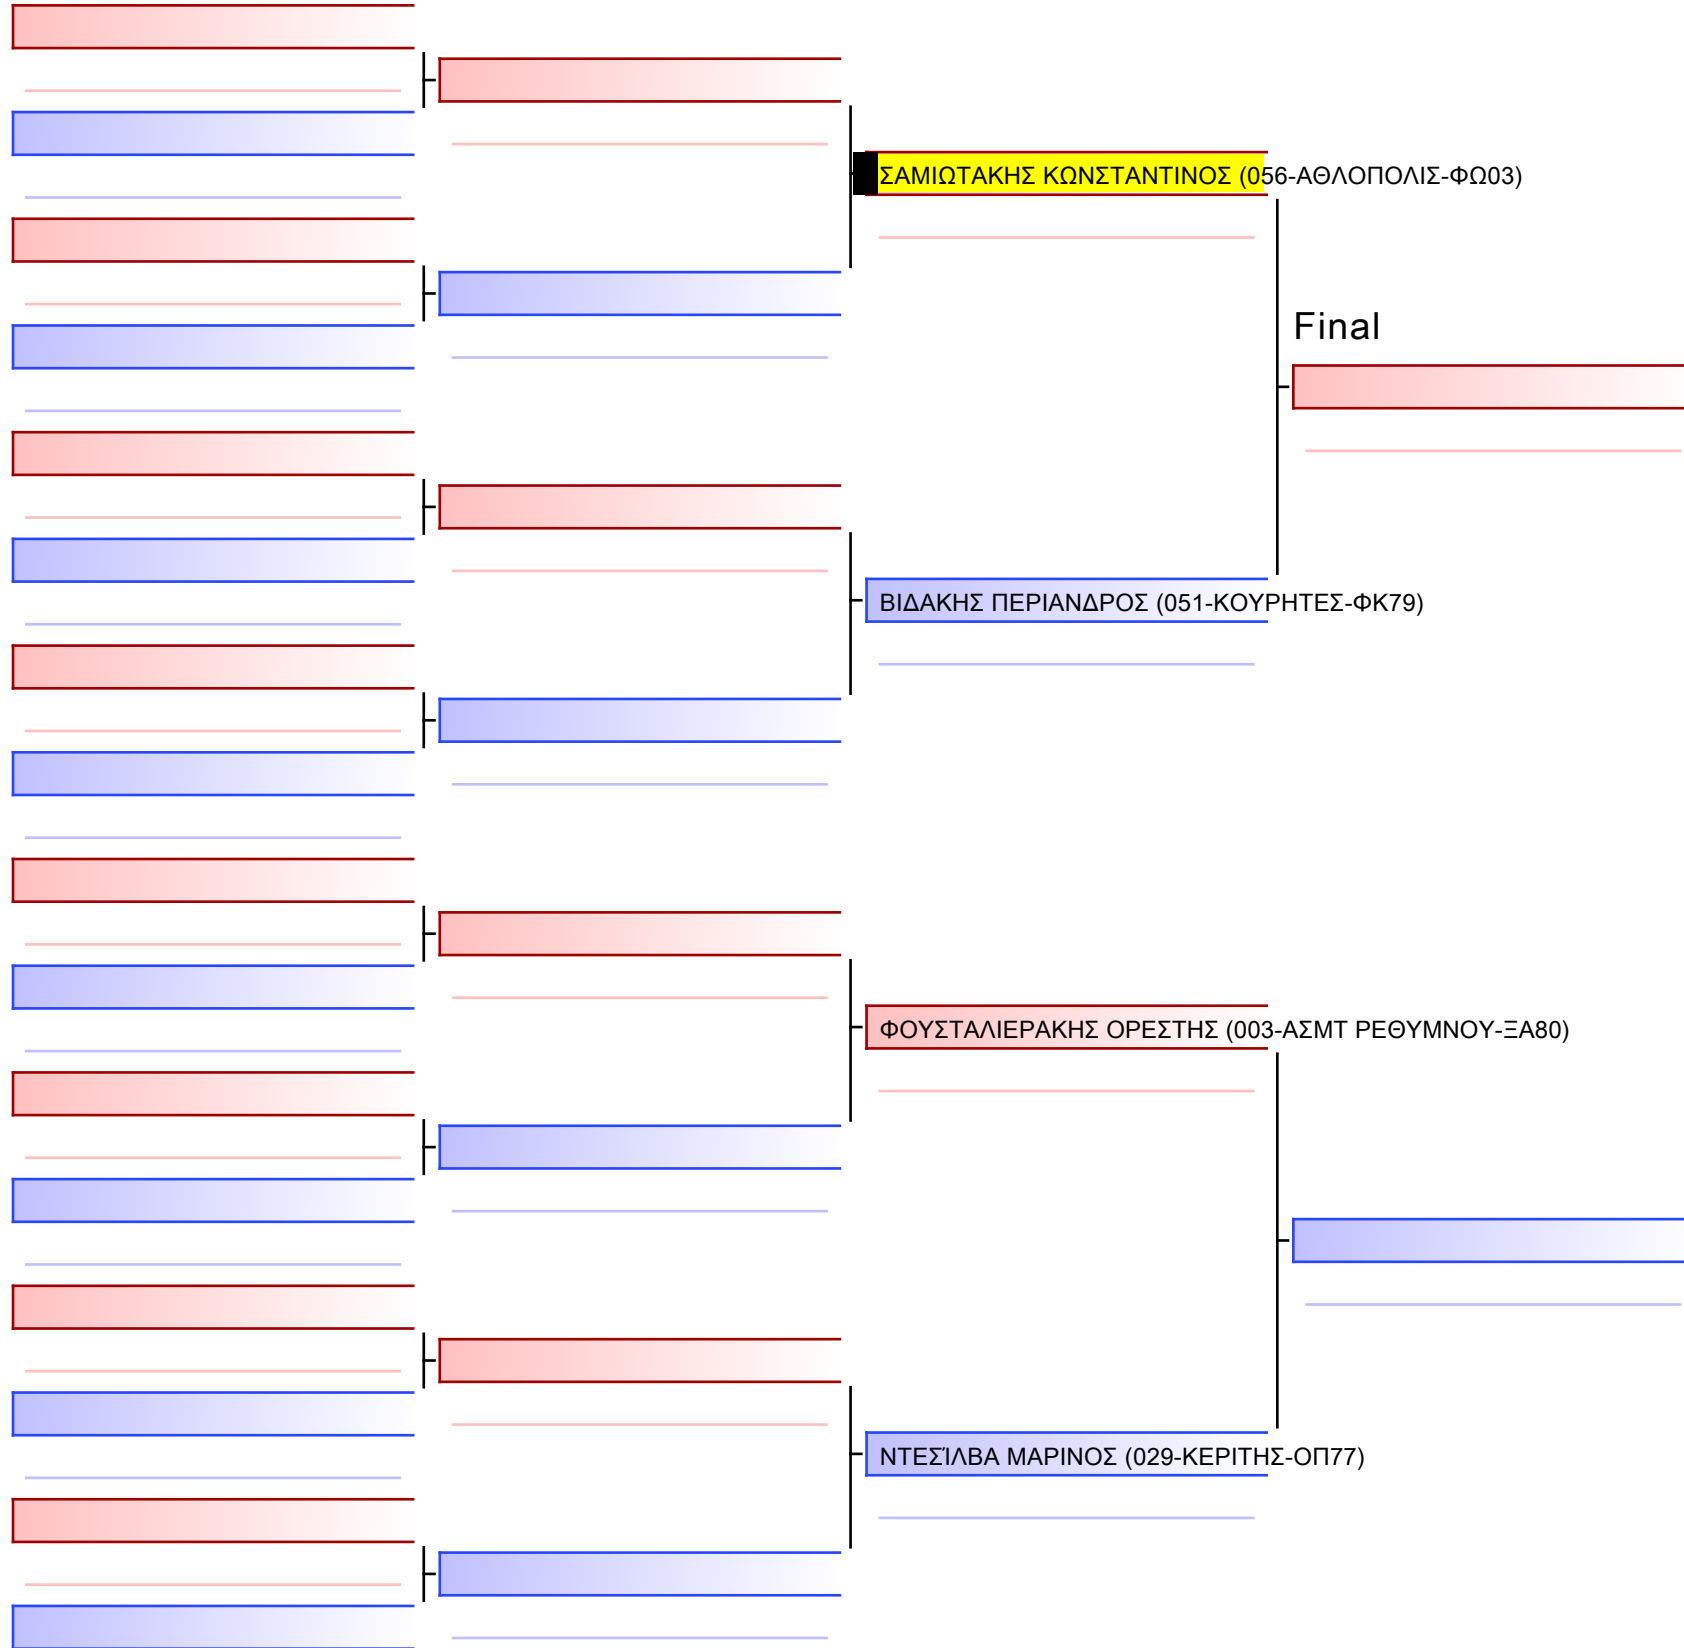 ΣΑΜΙΩΤΑΚΗΣ ΚΩΝΣΤΑΝΤΙΝΟΣ (056-ΑΘΛΟΠΟΛΙΣ-ΦΩ03)
Final
ΒΙΔΑΚΗΣ ΠΕΡΙΑΝΔΡΟΣ (051-ΚΟΥΡΗΤΕΣ-ΦΚ79)
ΦΟΥΣΤΑΛΙΕΡΑΚΗΣ ΟΡΕΣΤΗΣ (003-ΑΣΜΤ ΡΕΘΥΜΝΟΥ-ΞΑ80)
ΝΤΕΣΊΛΒΑ ΜΑΡΙΝΟΣ (029-ΚΕΡΙΤΗΣ-ΟΠ77)